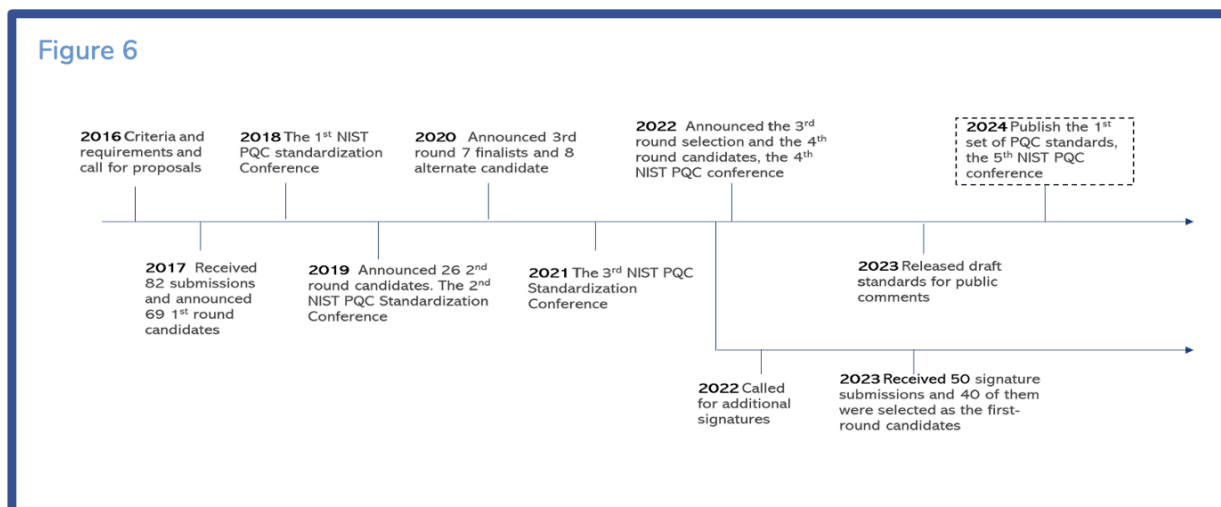 Figure 6
2016 Criteria and
requirements and
call for proposals
2018 The 1st NIST
PQC standardization
Conference
2020 Announced 3rd
round 7 finalists and 8
alternate candidate
2022 Announced the 3rd
round selection and the 4th
round candidates, the 4th
NIST PQC conference
2024 Publish the 1st
set of PQC standards,
the 5th NIST PQC
conference
2017 Received
82 submissions
and announced
69 1st round
candidates
2019 Announced 26 2nd
round candidates. The 2nd
NIST PQC Standardization
Conference
2021 The 3rd NIST PQC
Standardization
Conference
2023 Released draft
standards for public
comments
2022 Called
for additional
signatures
2023 Received 50 signature
submissions and 40 of them
were selected as the first-
round candidates